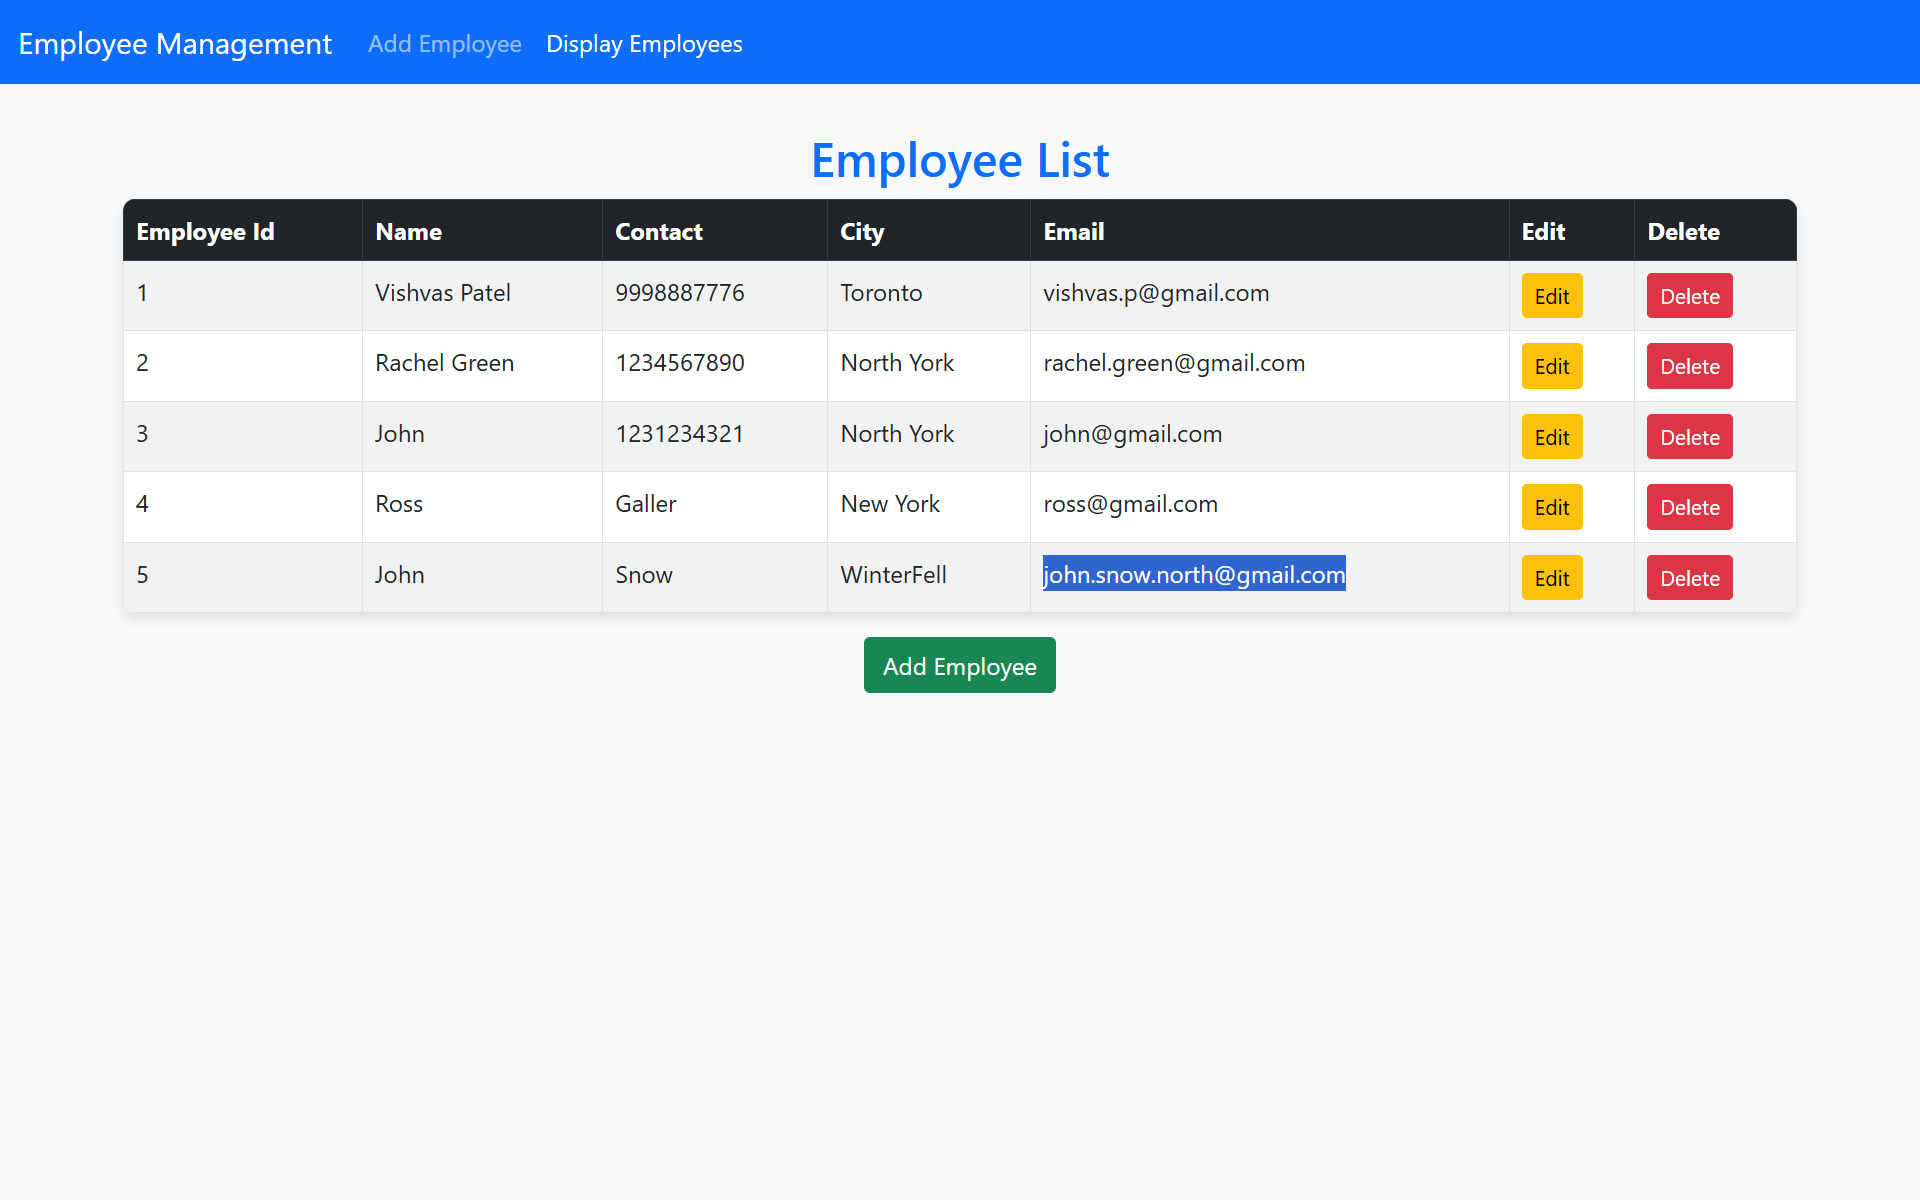 Employee Management Add Employee Display Employees
Employee List
Employee Id Name Contact City Email Edit Delete
1 Vishvas Patel 9998887776 Toronto vishvas.p@gmail.com Edit Delete
2 Rachel Green 1234567890 North York rachel.green@gmail.com Edit Delete
3 John 1231234321 North York john@gmail.com Edit Delete
4 Ross Galler New York ross@gmail.com Edit Delete
5 John Snow WinterFell john.snow.north@gmail.com Edit Delete
Add Employee